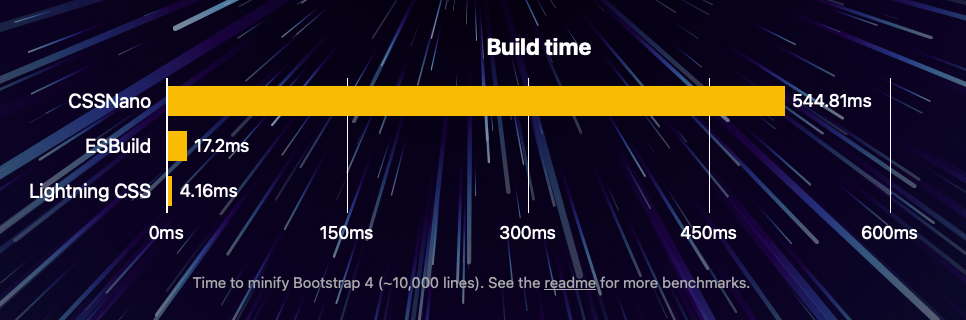 Build time
CSSNano 544.81ms
ESBuild 17.2ms
Lightning CSS 4.16ms
0ms 150ms 300ms 450ms 600ms
Time to minify Bootstrap 4 (~10,000 lines). See the readme for more benchmarks.